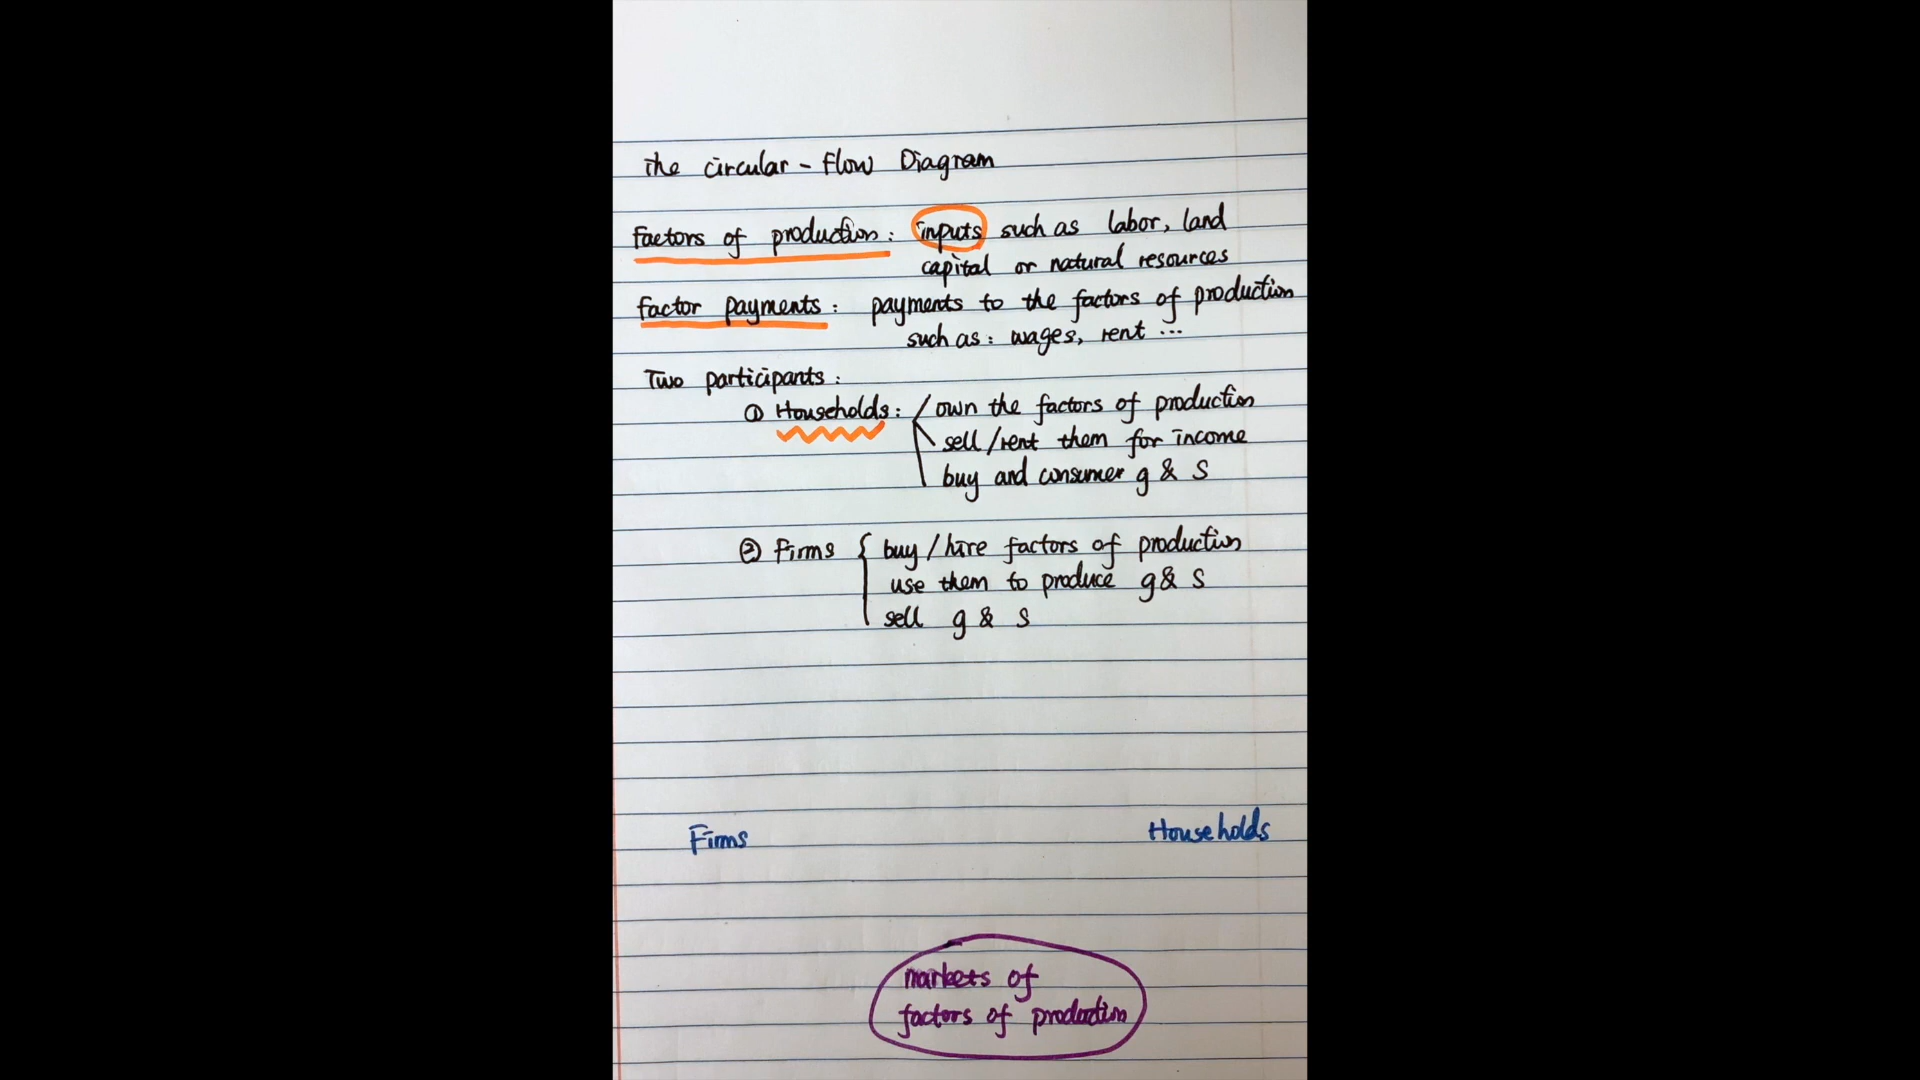 The circular - Flow Diagram
Factors of production: inputs such as labor, land
capital or natural resources
factor payments: payments to the factors of production
such as: wages, rent ...
Two participants:
① Households: own the factors of production
sell/rent them for income
buy and consumer g & s
② Firms buy/hire factors of production
use them to produce g & s
sell g & s
Firms Households
markets of
factors of production